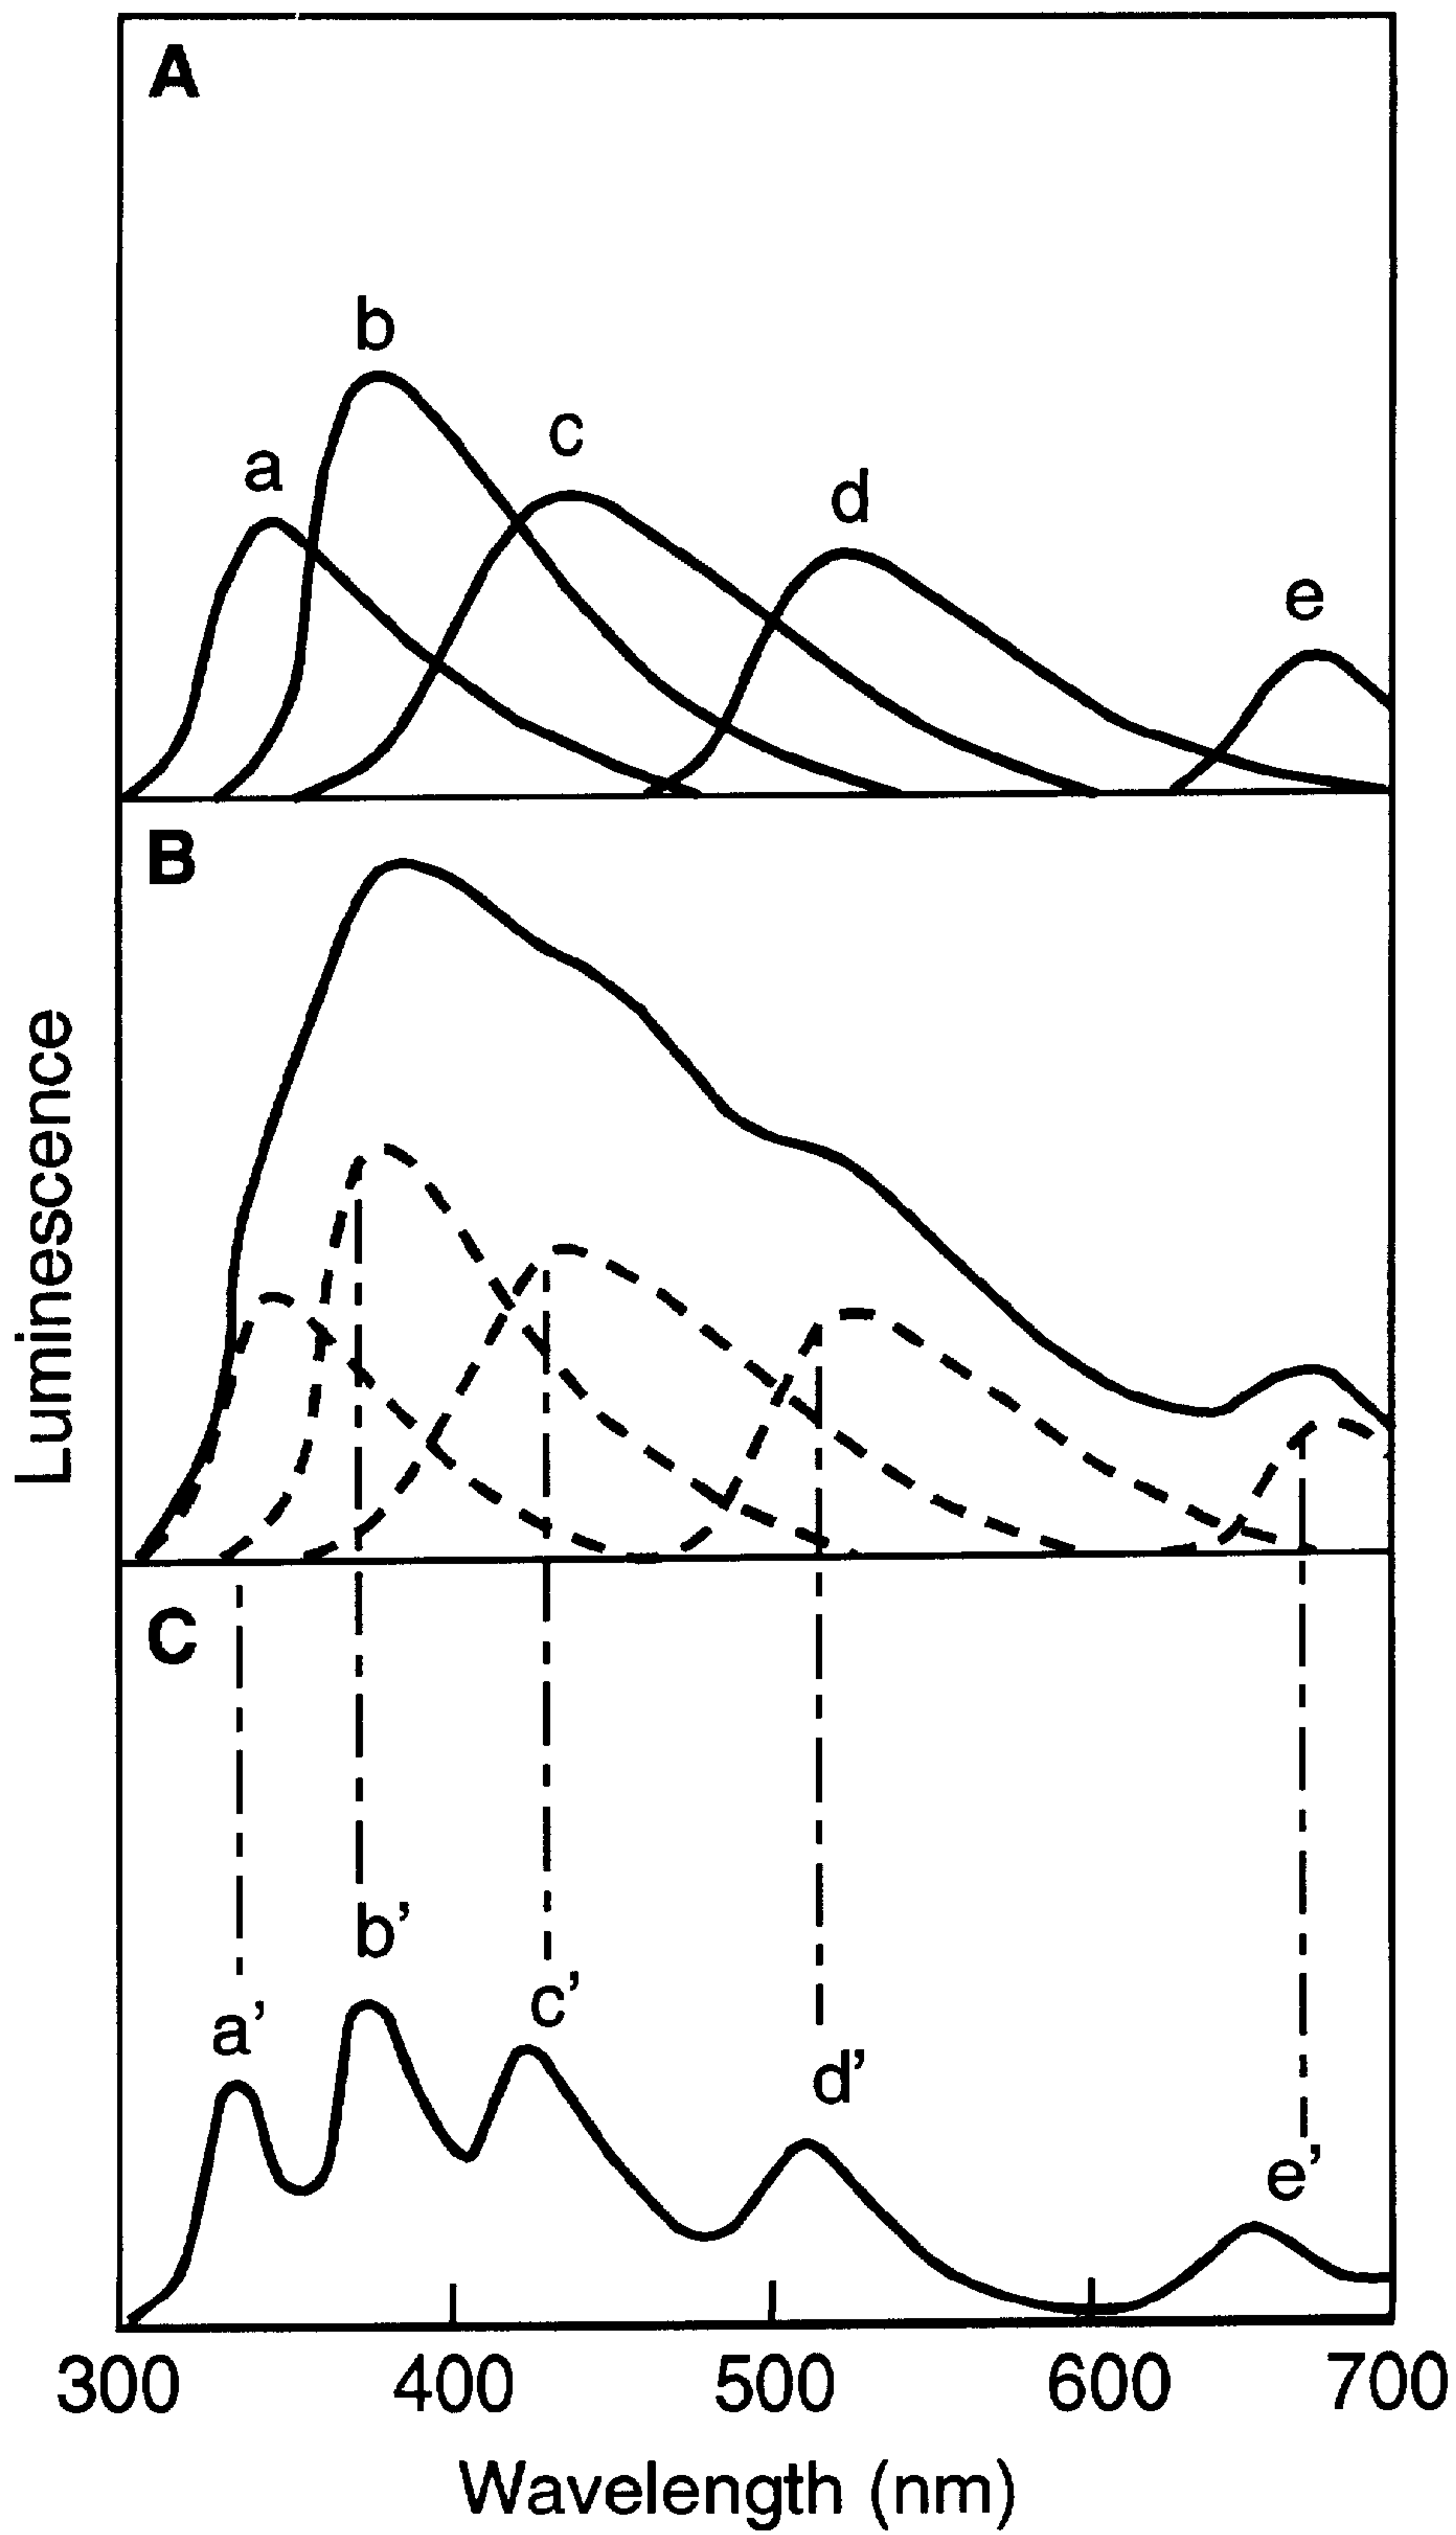 A
b
c
a
d
e
B
Luminescence
C
b’
c’
a’
d’
e’
300 400 500 600 700
Wavelength (nm)